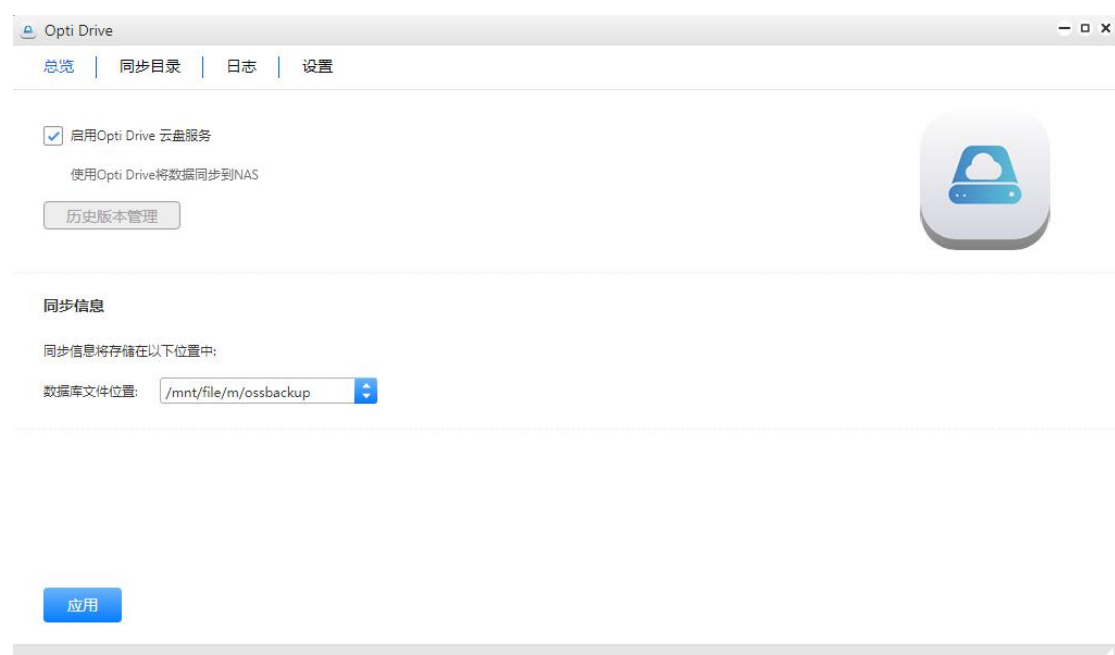 Opti Drive
总览 同步目录 日志 设置
启用Opti Drive 云盘服务
使用Opti Drive将数据同步到NAS
历史版本管理
同步信息
同步信息将存储在以下位置中:
数据库文件位置: /mnt/file/m/ossbackup
应用